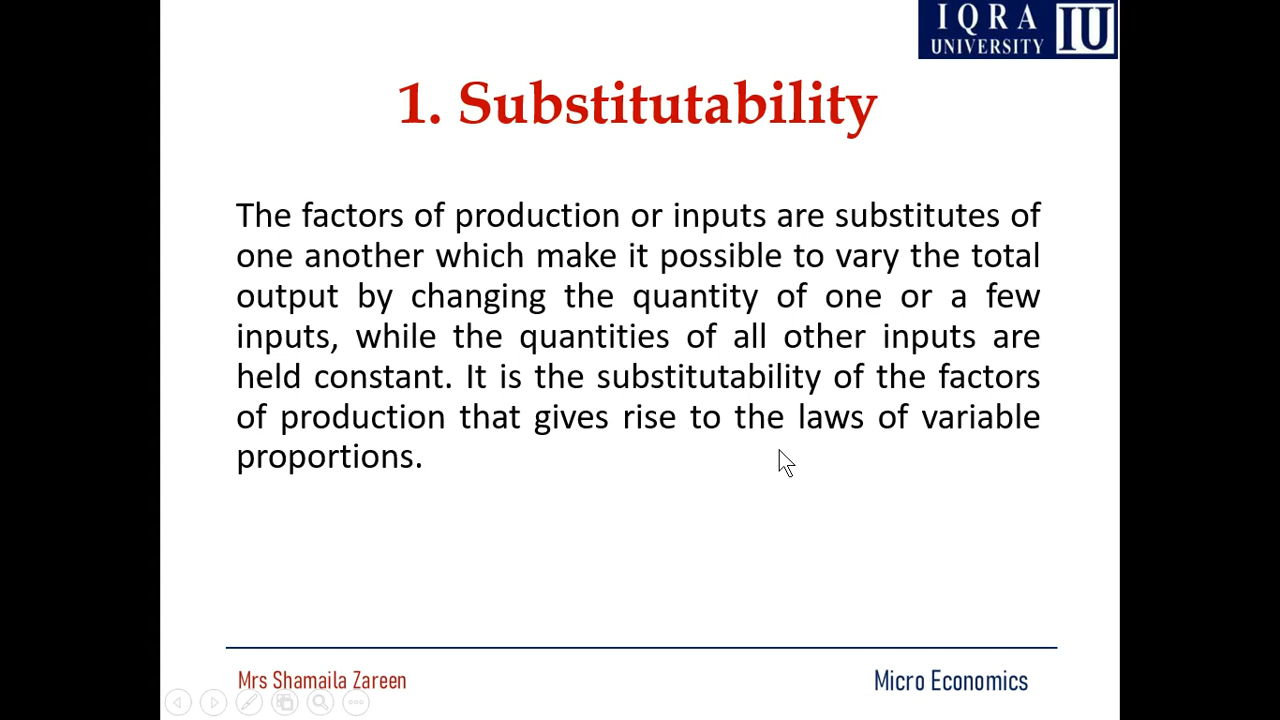 IQRA
UNIVERSITY IU
1. Substitutability
The factors of production or inputs are substitutes of
one another which make it possible to vary the total
output by changing the quantity of one or a few
inputs, while the quantities of all other inputs are
held constant. It is the substitutability of the factors
of production that gives rise to the laws of variable
proportions.
Mrs Shamaila Zareen
Micro Economics